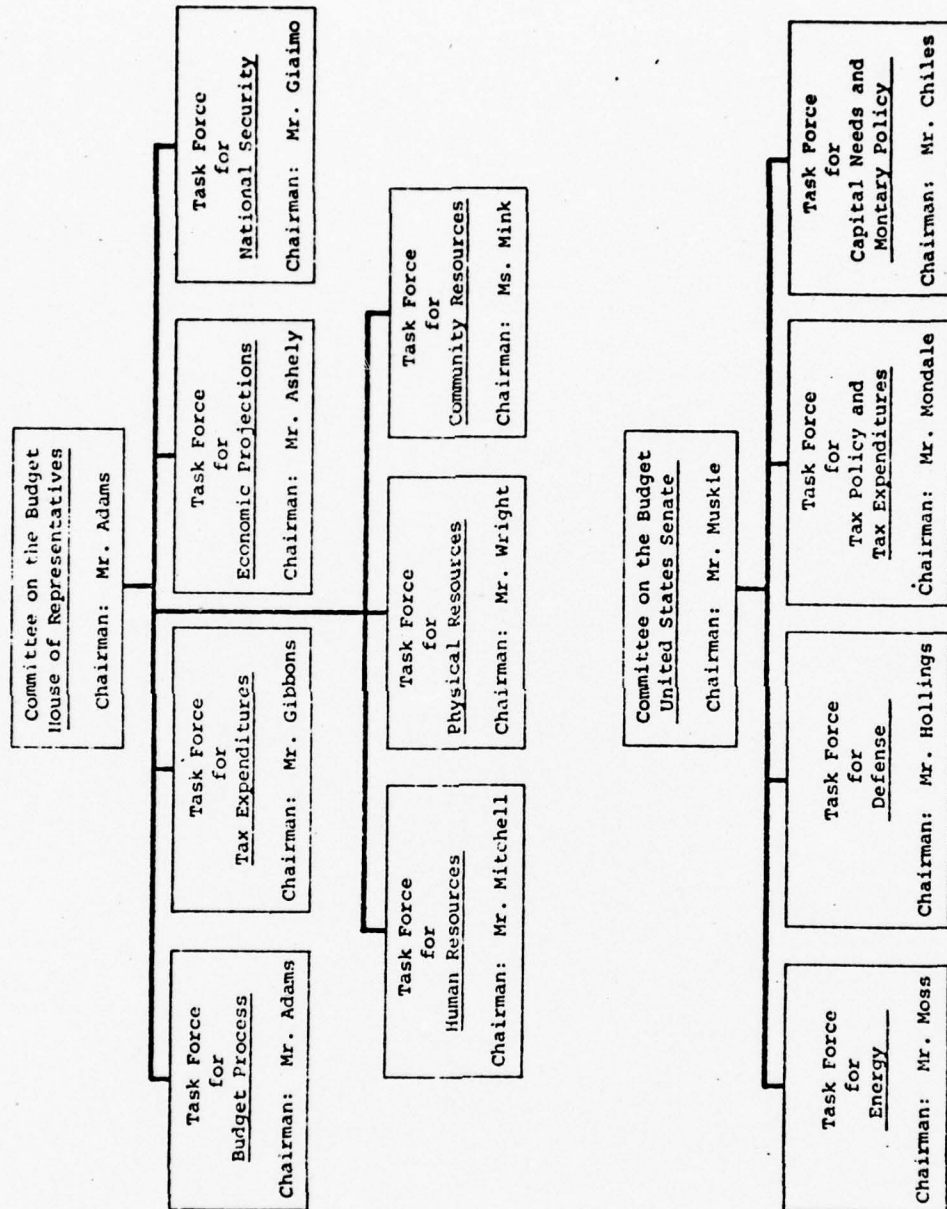 Committee on the Budget
House of Representatives
Chairman: Mr. Adams
Task Force
for
Budget Process
Chairman: Mr. Adams
Task Force
for
Tax Expenditures
Chairman: Mr. Gibbons
Task Force
for
Economic Projections
Chairman: Mr. Ashely
Task Force
for
National Security
Chairman: Mr. Giaimo
Task Force
for
Human Resources
Chairman: Mr. Mitchell
Task Force
for
Physical Resources
Chairman: Mr. Wright
Task Force
for
Community Resources
Chairman: Ms. Mink
Committee on the Budget
United States Senate
Chairman: Mr. Muskie
Task Force
for
Energy
Chairman: Mr. Moss
Task Force
for
Defense
Chairman: Mr. Hollings
Task Force
for
Tax Policy and
Tax Expenditures
Chairman: Mr. Mondale
Task Force
for
Capital Needs and
Montary Policy
Chairman: Mr. Chiles